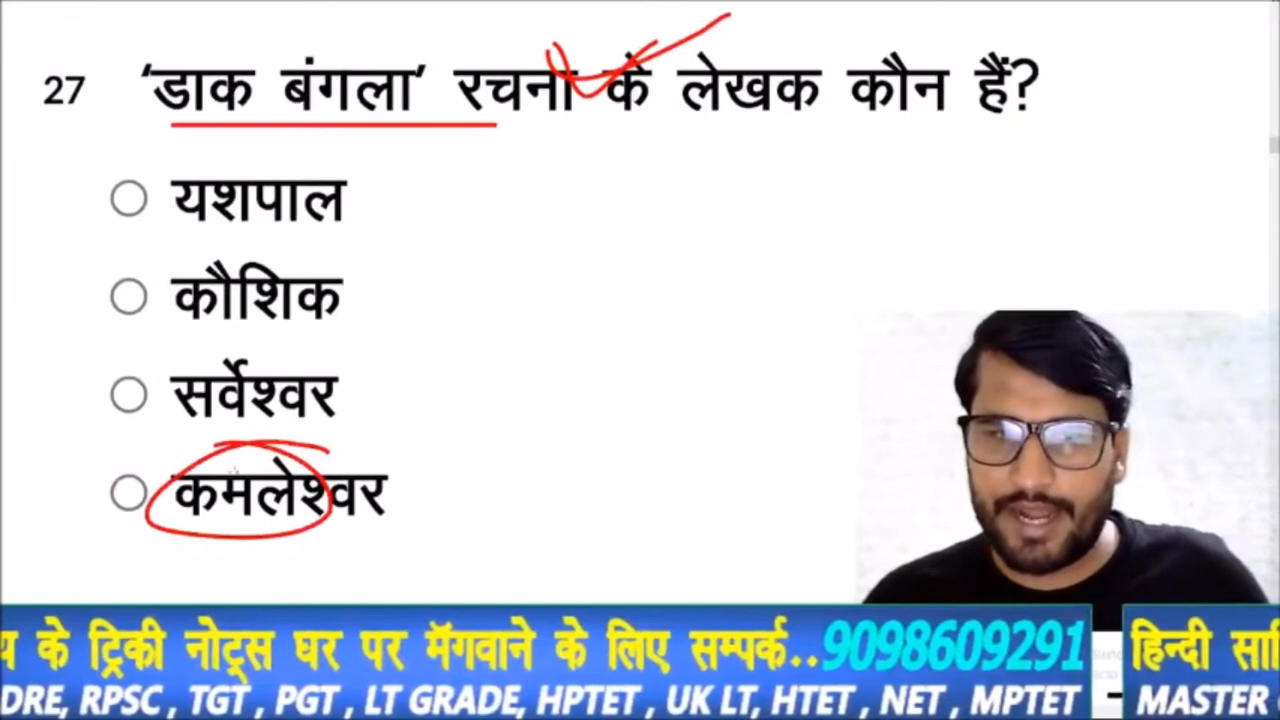 27 'डाक बंगला' रचना के लेखक कौन हैं?
यशपाल
कौशिक
सर्वेश्वर
कमलेश्वर
य के ट्रिकी नोट्स घर पर मॅगवाने के लिए सम्पर्क..9098609291
हिन्दी सा
DRE, RPSC , TGT , PGT , LT GRADE, HPTET , UK LT, HTET , NET , MPTET -
MASTER